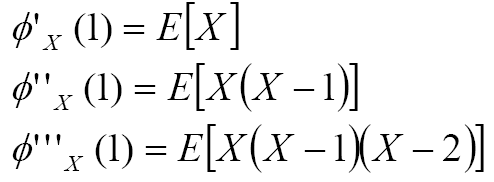 ϕ'_X (1) = E[X]
ϕ''_X (1) = E[X(X − 1)]
ϕ'''_X (1) = E[X(X − 1)(X − 2)]